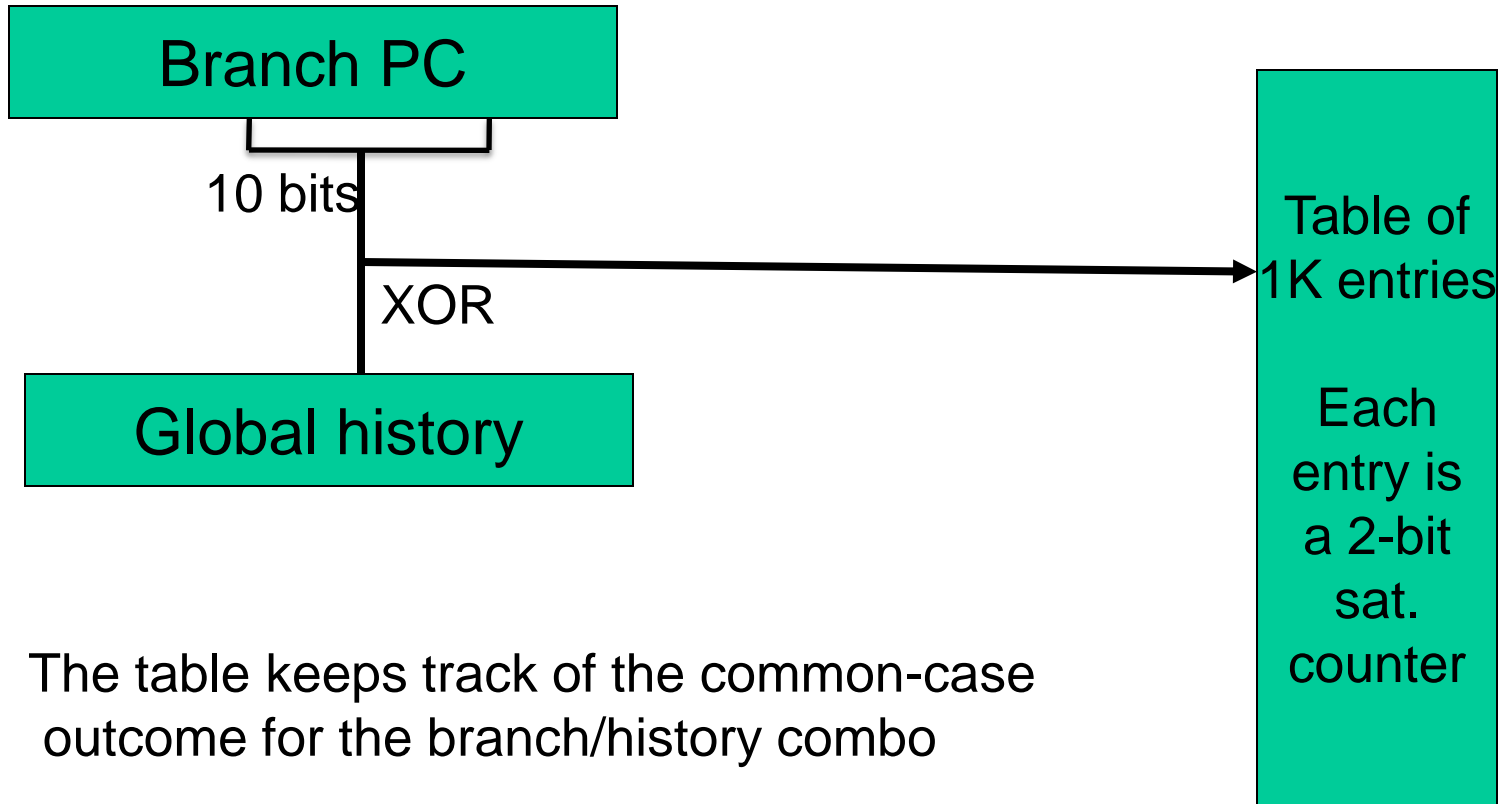 Branch PC
10 bits
XOR
Global history
Table of
1K entries
Each
entry is
a 2-bit
sat.
counter
The table keeps track of the common-case
outcome for the branch/history combo